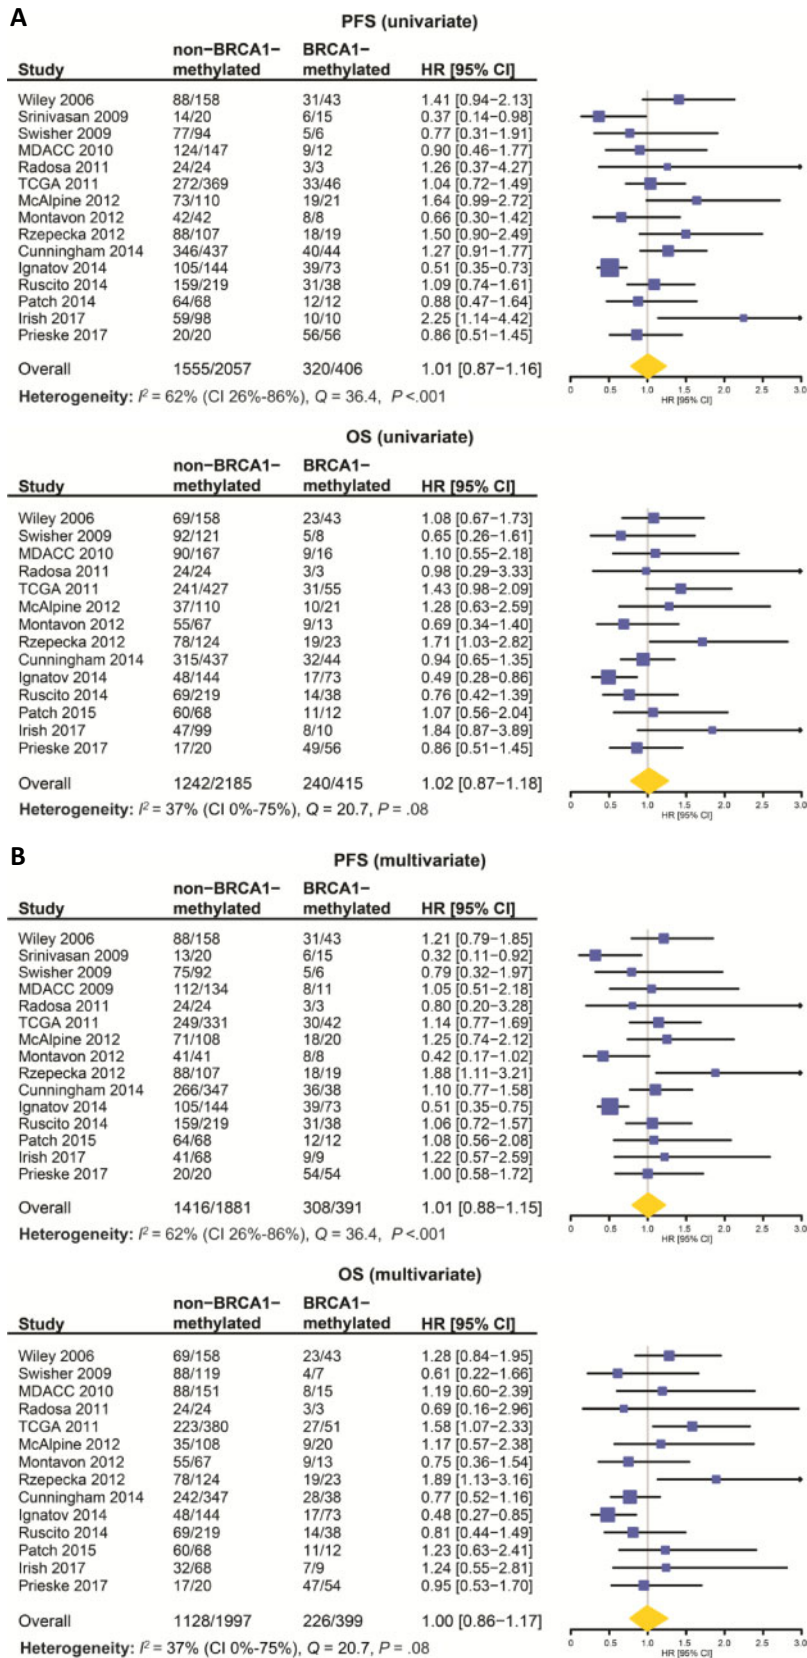 A
PFS (univariate)
non−BRCA1− BRCA1−
Study methylated methylated HR [95% CI]
Wiley 2006 88/158 31/43 1.41 [0.94−2.13]
Srinivasan 2009 14/20 6/15 0.37 [0.14−0.98]
Swisher 2009 77/94 5/6 0.77 [0.31−1.91]
MDACC 2010 124/147 9/12 0.90 [0.46−1.77]
Radosa 2011 24/24 3/3 1.26 [0.37−4.27]
TCGA 2011 272/369 33/46 1.04 [0.72−1.49]
McAlpine 2012 73/110 19/21 1.64 [0.99−2.72]
Montavon 2012 42/42 8/8 0.66 [0.30−1.42]
Rzepecka 2012 88/107 18/19 1.50 [0.90−2.49]
Cunningham 2014 346/437 40/44 1.27 [0.91−1.77]
Ignatov 2014 105/144 39/73 0.51 [0.35−0.73]
Ruscito 2014 159/219 31/38 1.09 [0.74−1.61]
Patch 2014 64/68 12/12 0.88 [0.47−1.64]
Irish 2017 59/98 10/10 2.25 [1.14−4.42]
Prieske 2017 20/20 56/56 0.86 [0.51−1.45]
Overall 1555/2057 320/406 1.01 [0.87−1.16]
0 0.5 1.0 1.5 2.0 2.5 3.0
HR [95% CI]
Heterogeneity: I² = 62% (CI 26%-86%), Q = 36.4, P <.001
OS (univariate)
non−BRCA1− BRCA1−
Study methylated methylated HR [95% CI]
Wiley 2006 69/158 23/43 1.08 [0.67−1.73]
Swisher 2009 92/121 5/8 0.65 [0.26−1.61]
MDACC 2010 90/167 9/16 1.10 [0.55−2.18]
Radosa 2011 24/24 3/3 0.98 [0.29−3.33]
TCGA 2011 241/427 31/55 1.43 [0.98−2.09]
McAlpine 2012 37/110 10/21 1.28 [0.63−2.59]
Montavon 2012 55/67 9/13 0.69 [0.34−1.40]
Rzepecka 2012 78/124 19/23 1.71 [1.03−2.82]
Cunningham 2014 315/437 32/44 0.94 [0.65−1.35]
Ignatov 2014 48/144 17/73 0.49 [0.28−0.86]
Ruscito 2014 69/219 14/38 0.76 [0.42−1.39]
Patch 2015 60/68 11/12 1.07 [0.56−2.04]
Irish 2017 47/99 8/10 1.84 [0.87−3.89]
Prieske 2017 17/20 49/56 0.86 [0.51−1.45]
Overall 1242/2185 240/415 1.02 [0.87−1.18]
0 0.5 1.0 1.5 2.0 2.5 3.0
HR [95% CI]
Heterogeneity: I² = 37% (CI 0%-75%), Q = 20.7, P = .08
B
PFS (multivariate)
non−BRCA1− BRCA1−
Study methylated methylated HR [95% CI]
Wiley 2006 88/158 31/43 1.21 [0.79−1.85]
Srinivasan 2009 13/20 6/15 0.32 [0.11−0.92]
Swisher 2009 75/92 5/6 0.79 [0.32−1.97]
MDACC 2009 112/134 8/11 1.05 [0.51−2.18]
Radosa 2011 24/24 3/3 0.80 [0.20−3.28]
TCGA 2011 249/331 30/42 1.14 [0.77−1.69]
McAlpine 2012 71/108 18/20 1.25 [0.74−2.12]
Montavon 2012 41/41 8/8 0.42 [0.17−1.02]
Rzepecka 2012 88/107 18/19 1.88 [1.11−3.21]
Cunningham 2014 266/347 36/38 1.10 [0.77−1.58]
Ignatov 2014 105/144 39/73 0.51 [0.35−0.75]
Ruscito 2014 159/219 31/38 1.06 [0.72−1.57]
Patch 2015 64/68 12/12 1.08 [0.56−2.08]
Irish 2017 41/68 9/9 1.22 [0.57−2.59]
Prieske 2017 20/20 54/54 1.00 [0.58−1.72]
Overall 1416/1881 308/391 1.01 [0.88−1.15]
0 0.5 1.0 1.5 2.0 2.5 3.0
HR [95% CI]
Heterogeneity: I² = 62% (CI 26%-86%), Q = 36.4, P <.001
OS (multivariate)
non−BRCA1− BRCA1−
Study methylated methylated HR [95% CI]
Wiley 2006 69/158 23/43 1.28 [0.84−1.95]
Swisher 2009 88/119 4/7 0.61 [0.22−1.66]
MDACC 2010 88/151 8/15 1.19 [0.60−2.39]
Radosa 2011 24/24 3/3 0.69 [0.16−2.96]
TCGA 2011 223/380 27/51 1.58 [1.07−2.33]
McAlpine 2012 35/108 9/20 1.17 [0.57−2.38]
Montavon 2012 55/67 9/13 0.75 [0.36−1.54]
Rzepecka 2012 78/124 19/23 1.89 [1.13−3.16]
Cunningham 2014 242/347 28/38 0.77 [0.52−1.16]
Ignatov 2014 48/144 17/73 0.48 [0.27−0.85]
Ruscito 2014 69/219 14/38 0.81 [0.44−1.49]
Patch 2015 60/68 11/12 1.23 [0.63−2.41]
Irish 2017 32/68 7/9 1.24 [0.55−2.81]
Prieske 2017 17/20 47/54 0.95 [0.53−1.70]
Overall 1128/1997 226/399 1.00 [0.86−1.17]
0 0.5 1.0 1.5 2.0 2.5 3.0
HR [95% CI]
Heterogeneity: I² = 37% (CI 0%-75%), Q = 20.7, P = .08